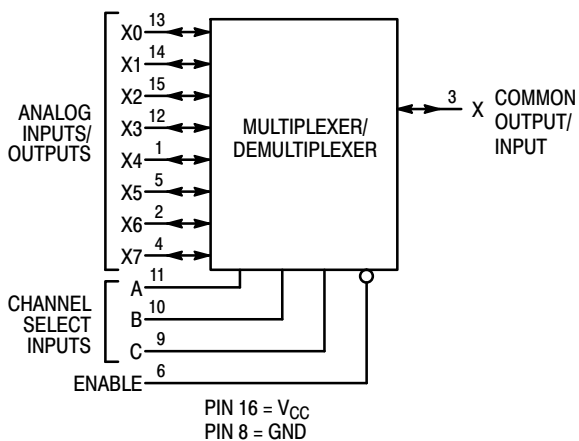 X0 13
X1 14
X2 15
X3 12
X4 1
X5 5
X6 2
X7 4
ANALOG
INPUTS/
OUTPUTS
MULTIPLEXER/
DEMULTIPLEXER
3 X COMMON
OUTPUT/
INPUT
A 11
B 10
C 9
CHANNEL
SELECT
INPUTS
ENABLE 6
PIN 16 = VCC
PIN 8 = GND